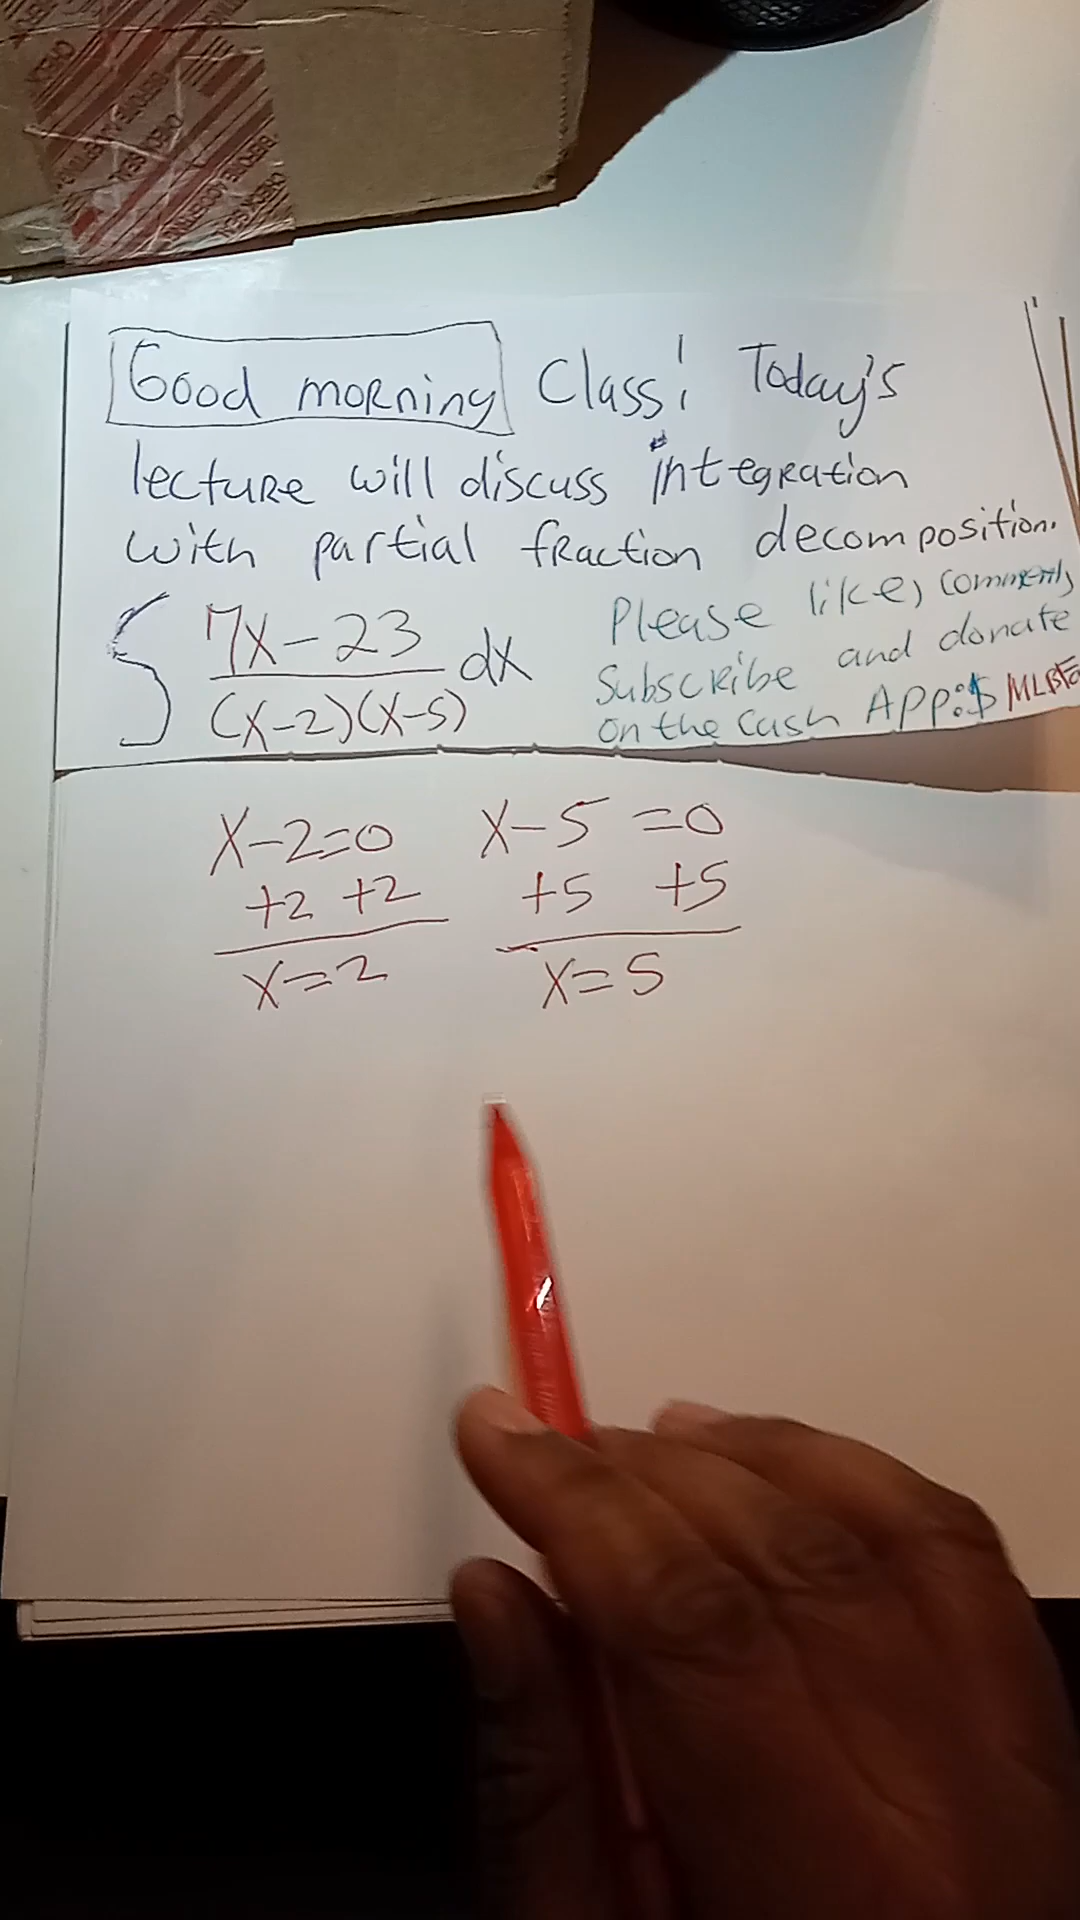 Good morning Class! Today's
lecture will discuss integration
with partial fraction decomposition.
∫ 7x-23 dx
(x-2)(x-5)
Please like, comment,
subscribe and donate
on the cash APP:$
x-2=0 x-5=0
+2 +2 +5 +5
x=2 x=5